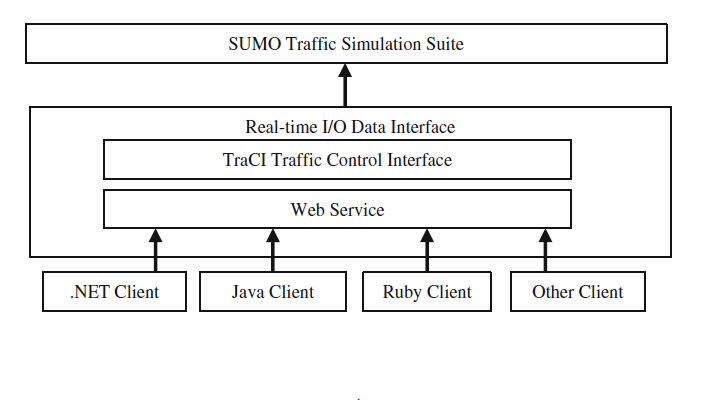 SUMO Traffic Simulation Suite
Real-time I/O Data Interface
TraCI Traffic Control Interface
Web Service
.NET Client
Java Client
Ruby Client
Other Client